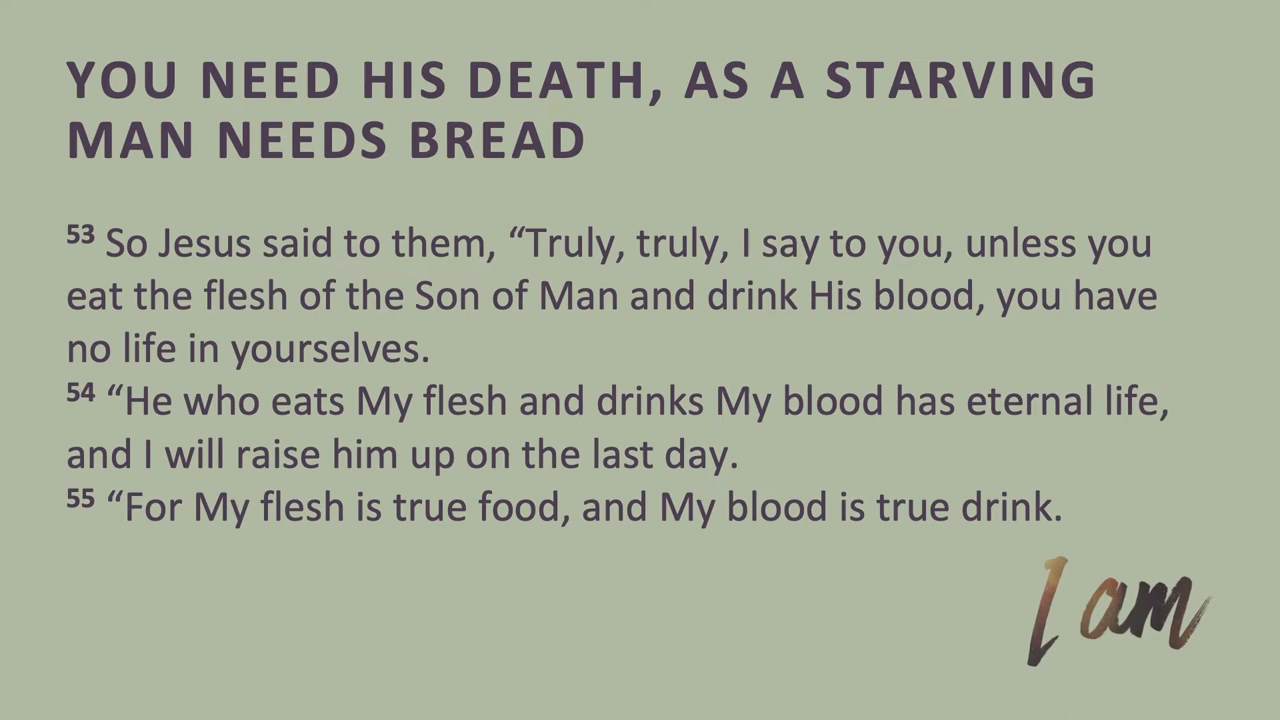 YOU NEED HIS DEATH, AS A STARVING
MAN NEEDS BREAD
53 So Jesus said to them, “Truly, truly, I say to you, unless you
eat the flesh of the Son of Man and drink His blood, you have
no life in yourselves.
54 “He who eats My flesh and drinks My blood has eternal life,
and I will raise him up on the last day.
55 “For My flesh is true food, and My blood is true drink.
I am